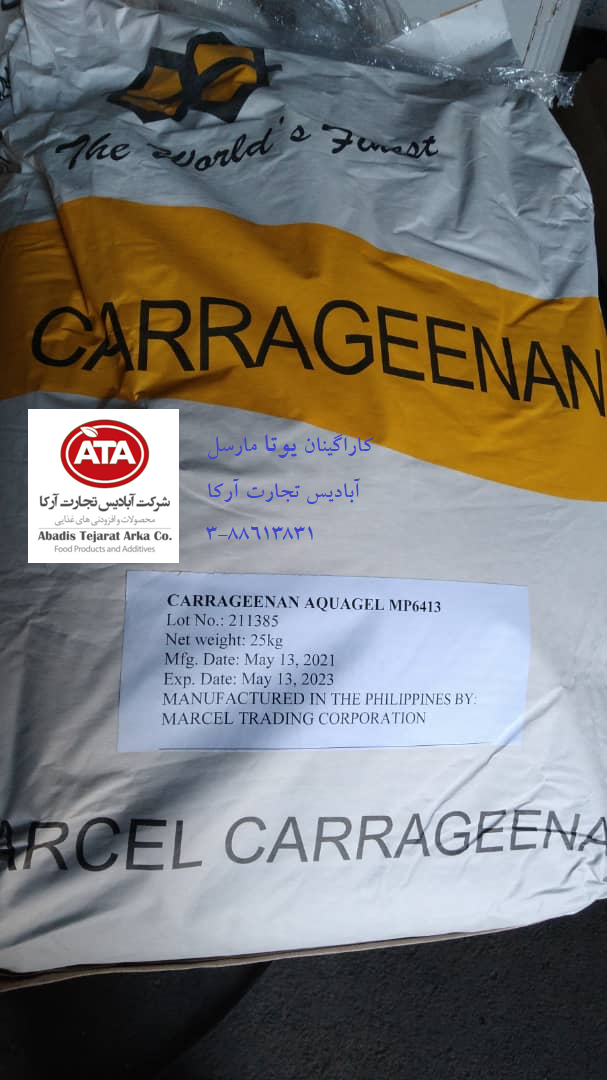 The World's Finest
CARRAGEENAN
ATA
شرکت آبادیس تجارت آرکا
محصولات و افزودنی های غذایی
Abadis Tejarat Arka Co.
Food Products and Additives
کاراگینان یوتا مارسل
آبادیس تجارت آرکا
۳-۸۸۶۱۳۸۳۱
CARRAGEENAN AQUAGEL MP6413
Lot No.: 211385
Net weight: 25kg
Mfg. Date: May 13, 2021
Exp. Date: May 13, 2023
MANUFACTURED IN THE PHILIPPINES BY:
MARCEL TRADING CORPORATION
ARCEL CARRAGEENA